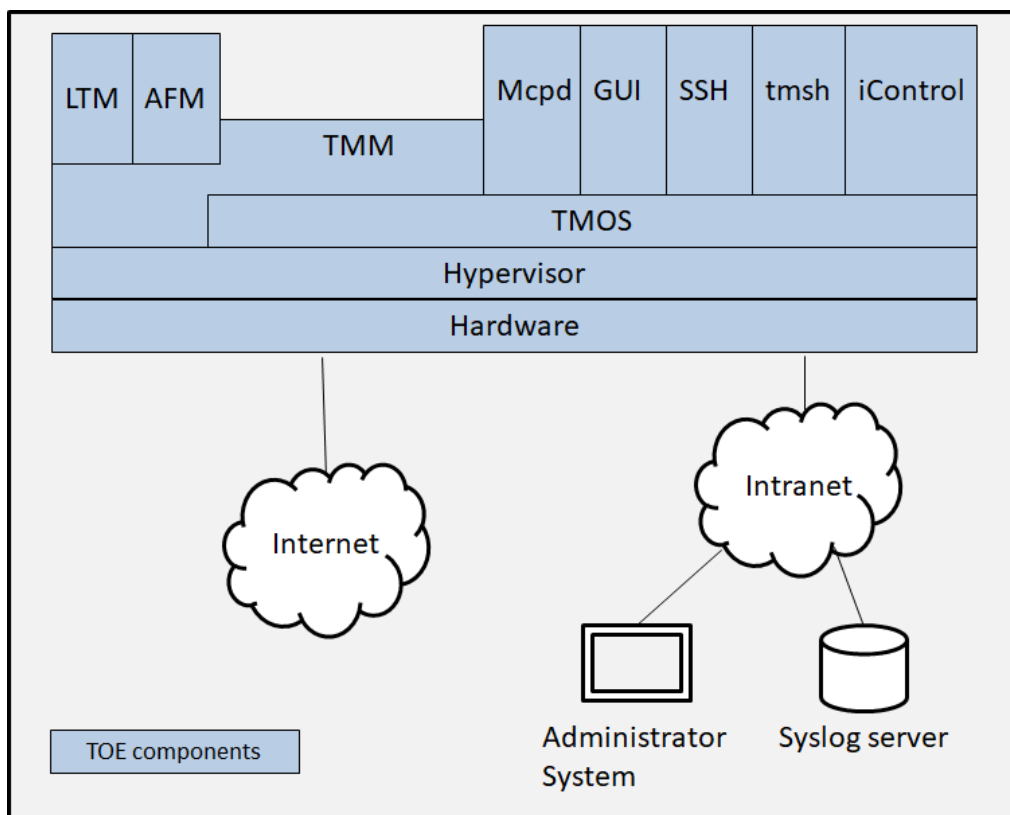 LTM
AFM
TMM
Mcpd
GUI
SSH
tmsh
iControl
TMOS
Hypervisor
Hardware
Internet
Intranet
Administrator
System
Syslog server
TOE components